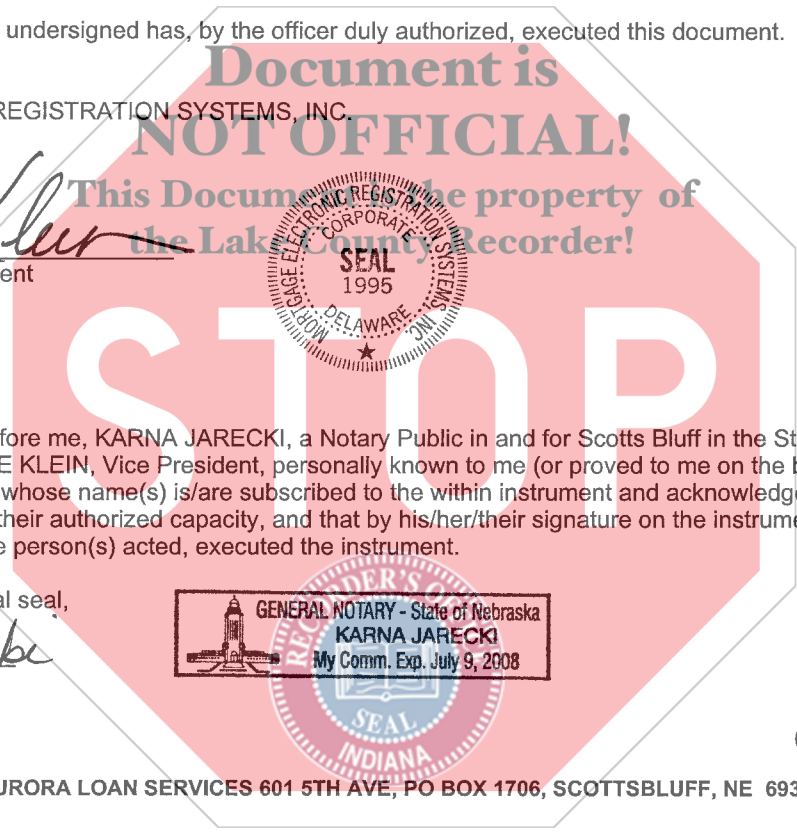 undersigned has, by the officer duly authorized, executed this document.
Document is
REGISTRATION SYSTEMS, INC.
NOT OFFICIAL!
This Document is the property of
the Lake County Recorder!
ent
MORTGAGE ELECTRONIC REGISTRATION SYSTEMS, INC.
CORPORATE
SEAL
1995
DELAWARE
STOP
fore me, KARNA JARECKI, a Notary Public in and for Scotts Bluff in the St
E KLEIN, Vice President, personally known to me (or proved to me on the b
whose name(s) is/are subscribed to the within instrument and acknowledge
their authorized capacity, and that by his/her/their signature on the instrume
e person(s) acted, executed the instrument.
al seal,
GENERAL NOTARY - State of Nebraska
KARNA JARECKI
My Comm. Exp. July 9, 2008
RECORDER'S OFFICE
SEAL
INDIANA
URORA LOAN SERVICES 601 5TH AVE, PO BOX 1706, SCOTTSBLUFF, NE 693